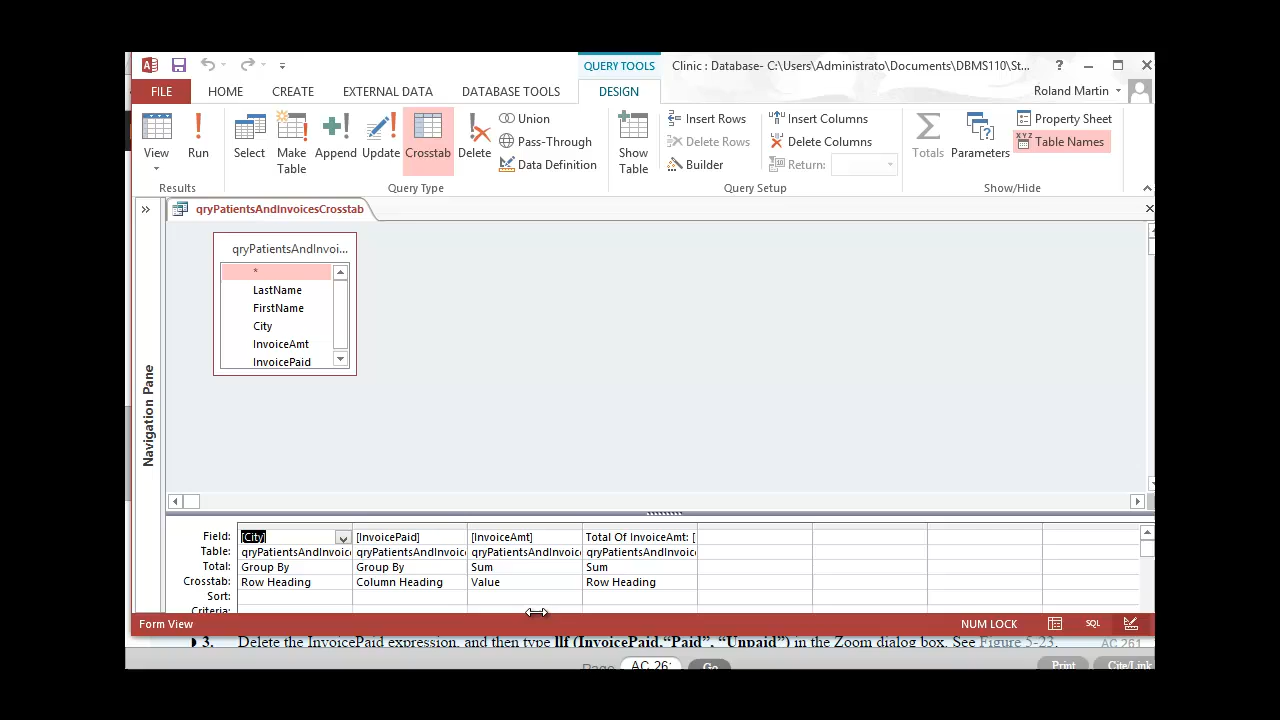 QUERY TOOLS
Clinic : Database- C:\Users\Administrato\Documents\DBMS110\St...
?
FILE
HOME
CREATE
EXTERNAL DATA
DATABASE TOOLS
DESIGN
Roland Martin
View
Run
Results
Select
Make
Table
Append
Update
Crosstab
Delete
Union
Pass-Through
Data Definition
Query Type
Show
Table
Insert Rows
Delete Rows
Builder
Insert Columns
Delete Columns
Return:
Query Setup
Totals
Parameters
Property Sheet
Table Names
Show/Hide
qryPatientsAndInvoicesCrosstab
Navigation Pane
qryPatientsAndInvoi...
*
LastName
FirstName
City
InvoiceAmt
InvoicePaid
Field: [City] [InvoicePaid] [InvoiceAmt] Total Of InvoiceAmt: [
Table: qryPatientsAndInvoice qryPatientsAndInvoice qryPatientsAndInvoice qryPatientsAndInvoice
Total: Group By Group By Sum Sum
Crosstab: Row Heading Column Heading Value Row Heading
Sort:
Criteria:
Form View
NUM LOCK
SQL
3. Delete the InvoicePaid expression, and then type IIf (InvoicePaid,“Paid”, “Unpaid”) in the Zoom dialog box. See Figure 5-23. AC 261
Page AC 26: Go Print Cite/Link